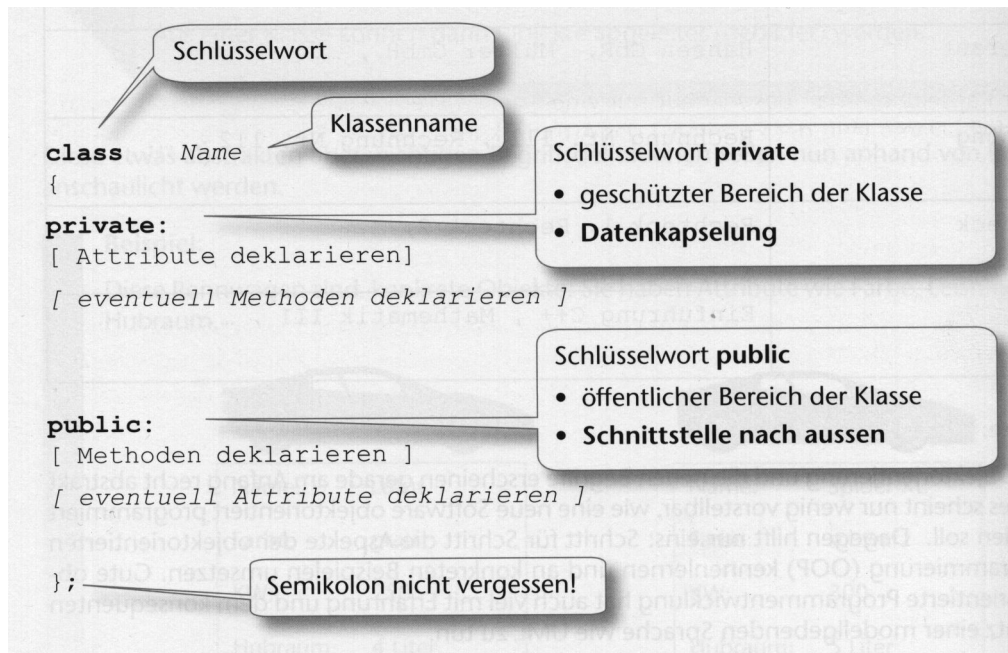 Schlüsselwort
Klassenname
class Name
{
Schlüsselwort private
• geschützter Bereich der Klasse
• Datenkapselung
private:
[ Attribute deklarieren]
[ eventuell Methoden deklarieren ]
Schlüsselwort public
• öffentlicher Bereich der Klasse
• Schnittstelle nach aussen
public:
[ Methoden deklarieren ]
[ eventuell Attribute deklarieren ]
};
Semikolon nicht vergessen!